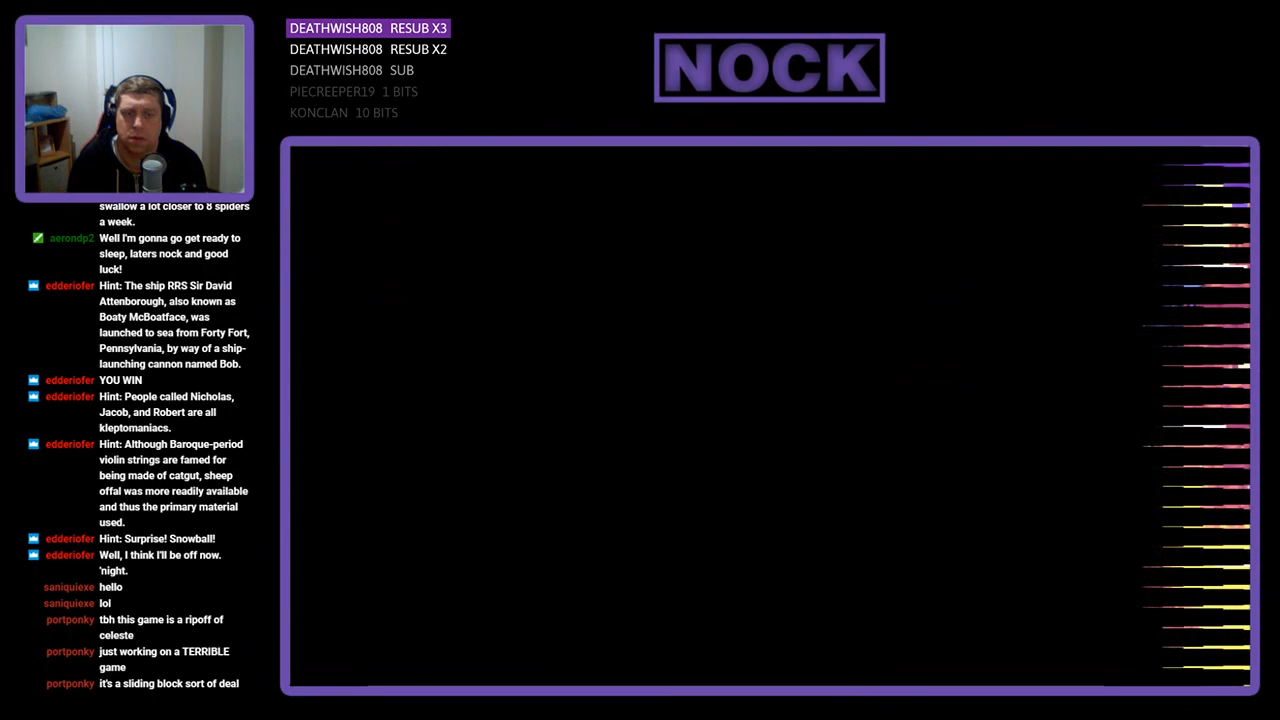 DEATHWISH808 RESUB X3
DEATHWISH808 RESUB X2
DEATHWISH808 SUB
PIECREEPER19 1 BITS
KONCLAN 10 BITS
NOCK
swallow a lot closer to 8 spiders
a week.
aerondp2 Well I'm gonna go get ready to
sleep, laters nock and good
luck!
edderiofer Hint: The ship RRS Sir David
Attenborough, also known as
Boaty McBoatface, was
launched to sea from Forty Fort,
Pennsylvania, by way of a ship-
launching cannon named Bob.
edderiofer YOU WIN
edderiofer Hint: People called Nicholas,
Jacob, and Robert are all
kleptomaniacs.
edderiofer Hint: Although Baroque-period
violin strings are famed for
being made of catgut, sheep
offal was more readily available
and thus the primary material
used.
edderiofer Hint: Surprise! Snowball!
edderiofer Well, I think I'll be off now.
'night.
saniquiexe hello
saniquiexe lol
portponky tbh this game is a ripoff of
celeste
portponky just working on a TERRIBLE
game
portponky it's a sliding block sort of deal